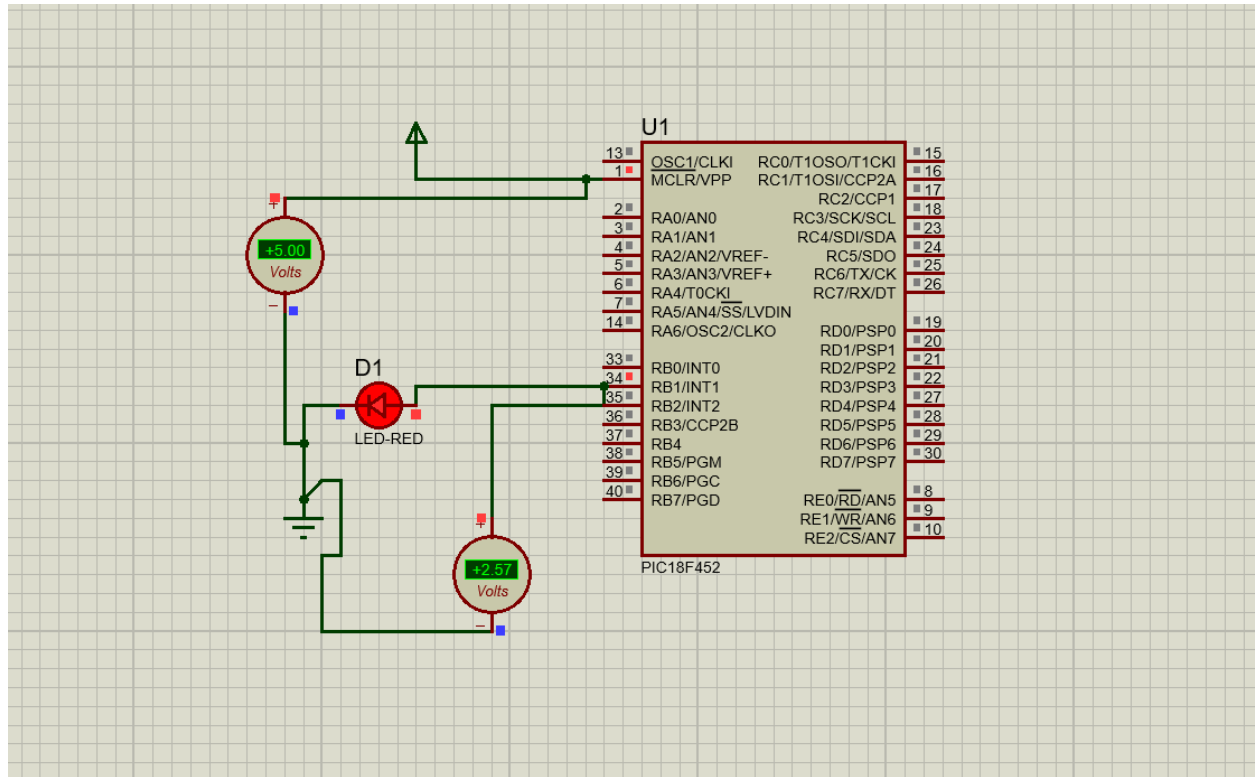 U1
13 OSC1/CLKI RC0/T1OSO/T1CKI 15
1 MCLR/VPP RC1/T1OSI/CCP2A 16
RC2/CCP1 17
2 RA0/AN0 RC3/SCK/SCL 18
3 RA1/AN1 RC4/SDI/SDA 23
4 RA2/AN2/VREF- RC5/SDO 24
5 RA3/AN3/VREF+ RC6/TX/CK 25
6 RA4/T0CKI RC7/RX/DT 26
7 RA5/AN4/SS/LVDIN
14 RA6/OSC2/CLKO RD0/PSP0 19
RD1/PSP1 20
33 RB0/INT0 RD2/PSP2 21
34 RB1/INT1 RD3/PSP3 22
35 RB2/INT2 RD4/PSP4 27
36 RB3/CCP2B RD5/PSP5 28
37 RB4 RD6/PSP6 29
38 RB5/PGM RD7/PSP7 30
39 RB6/PGC
40 RB7/PGD RE0/RD/AN5 8
RE1/WR/AN6 9
RE2/CS/AN7 10
PIC18F452
+
+5.00
Volts
−
D1
LED-RED
+
+2.57
Volts
−